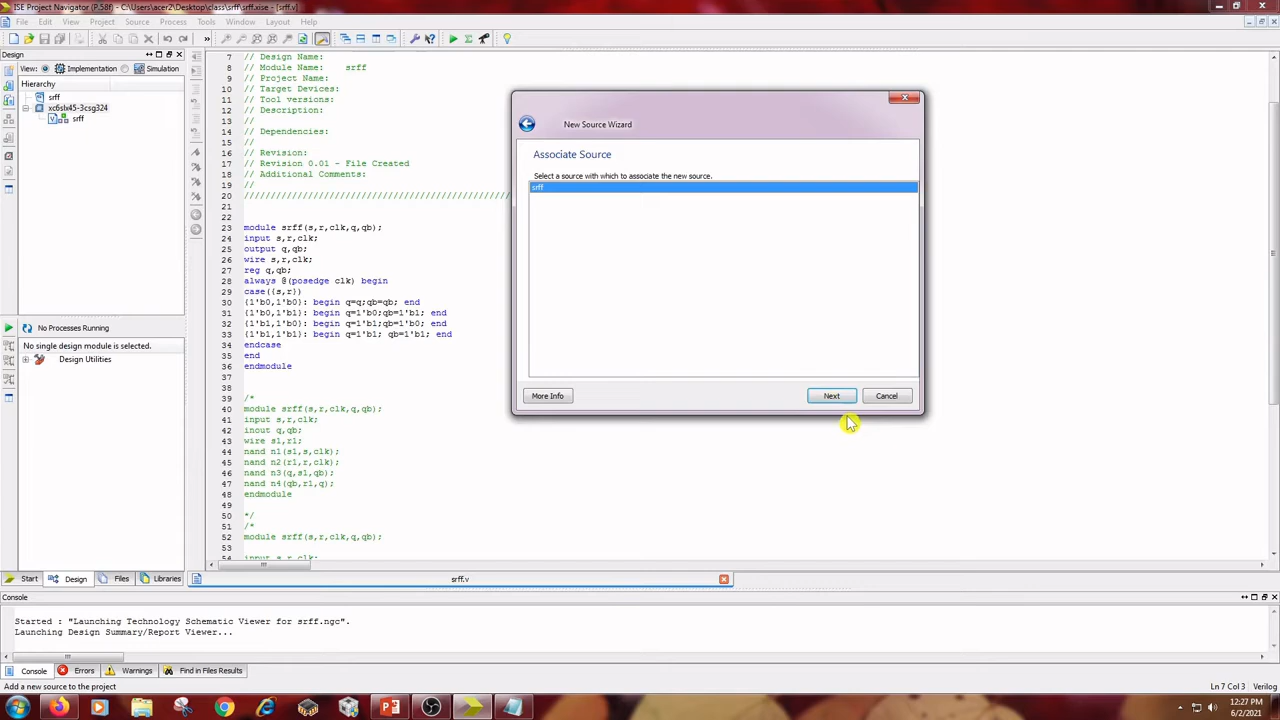 ISE Project Navigator (P.58f) - C:\Users\acer2\Desktop\class\srff\srff.xise - [srff.v]
File Edit View Project Source Process Tools Window Layout Help
Design
View: Implementation Simulation
Hierarchy
srff
xc6slx45-3csg324
srff
No Processes Running
No single design module is selected.
Design Utilities
Start Design Files Libraries
7 // Design Name:
8 // Module Name: srff
9 // Project Name:
10 // Target Devices:
11 // Tool versions:
12 // Description:
13 //
14 // Dependencies:
15 //
16 // Revision:
17 // Revision 0.01 - File Created
18 // Additional Comments:
19 //
20 //////////////////////////////////////////////////
21
22
23 module srff(s,r,clk,q,qb);
24 input s,r,clk;
25 output q,qb;
26 wire s,r,clk;
27 reg q,qb;
28 always @(posedge clk) begin
29 case({s,r})
30 {1'b0,1'b0}: begin q=q;qb=qb; end
31 {1'b0,1'b1}: begin q=1'b0;qb=1'b1; end
32 {1'b1,1'b0}: begin q=1'b1;qb=1'b0; end
33 {1'b1,1'b1}: begin q=1'b1; qb=1'b1; end
34 endcase
35 end
36 endmodule
37
38
39 /*
40 module srff(s,r,clk,q,qb);
41 input s,r,clk;
42 inout q,qb;
43 wire s1,r1;
44 nand n1(s1,s,clk);
45 nand n2(r1,r,clk);
46 nand n3(q,s1,qb);
47 nand n4(qb,r1,q);
48 endmodule
49
50 */
51 /*
52 module srff(s,r,clk,q,qb);
53
54 input s,r,clk;
srff.v
New Source Wizard
Associate Source
Select a source with which to associate the new source.
srff
More Info Next Cancel
Console
Started : "Launching Technology Schematic Viewer for srff.ngc".
Launching Design Summary/Report Viewer...
Console Errors Warnings Find in Files Results
Add a new source to the project
Ln 7 Col 3 Verilog
12:27 PM
6/2/2021